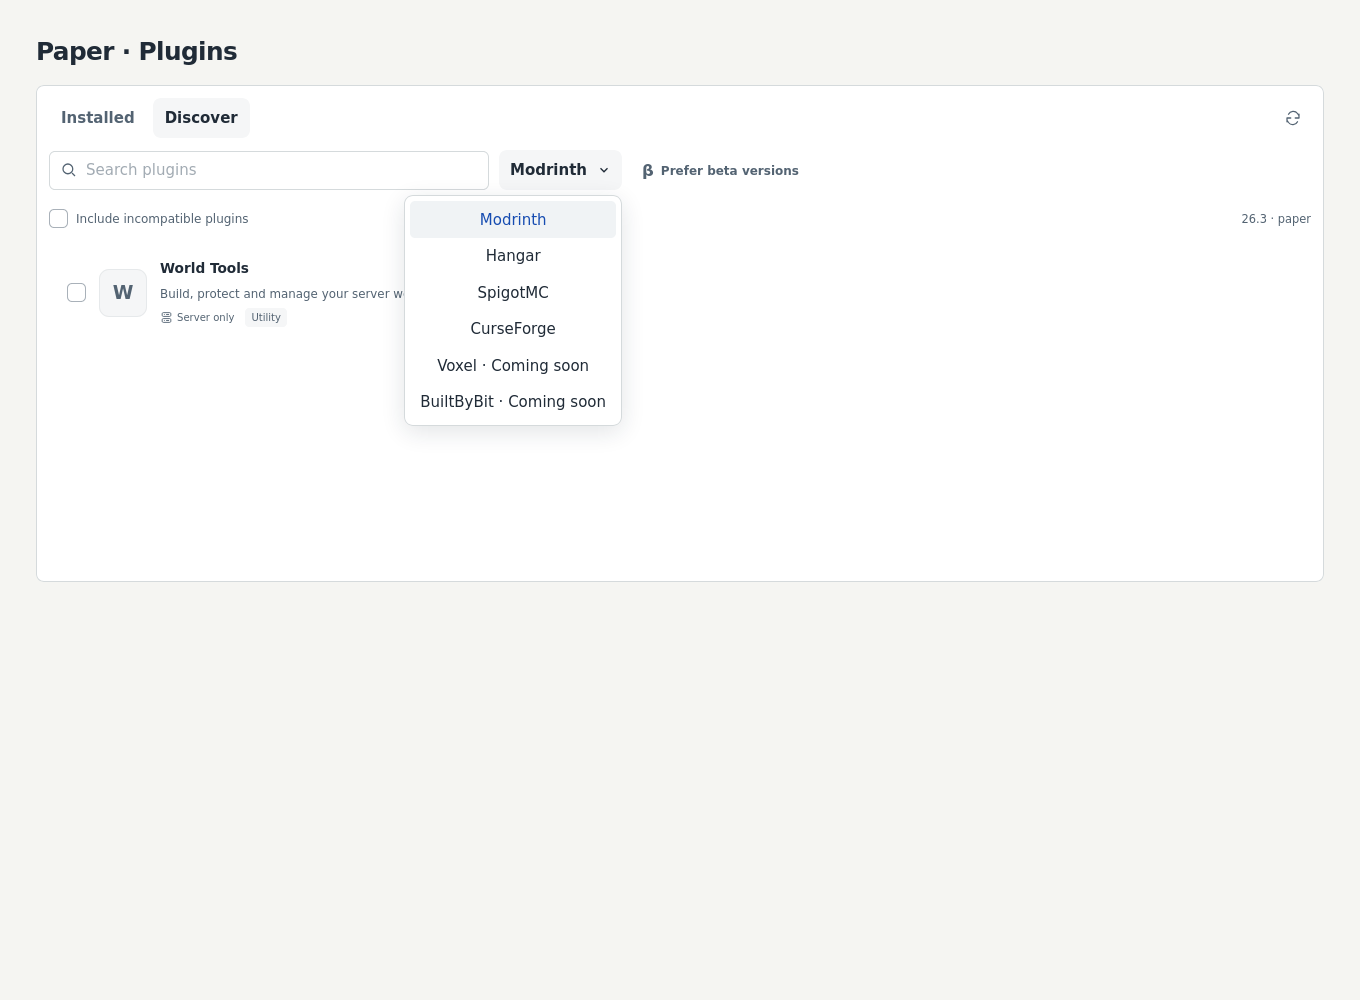 Paper · Plugins
Installed
Discover
Search plugins
Modrinth
β Prefer beta versions
Include incompatible plugins
26.3 · paper
Modrinth
Hangar
SpigotMC
CurseForge
Voxel · Coming soon
BuiltByBit · Coming soon
W
World Tools
Build, protect and manage your server
Server only
Utility